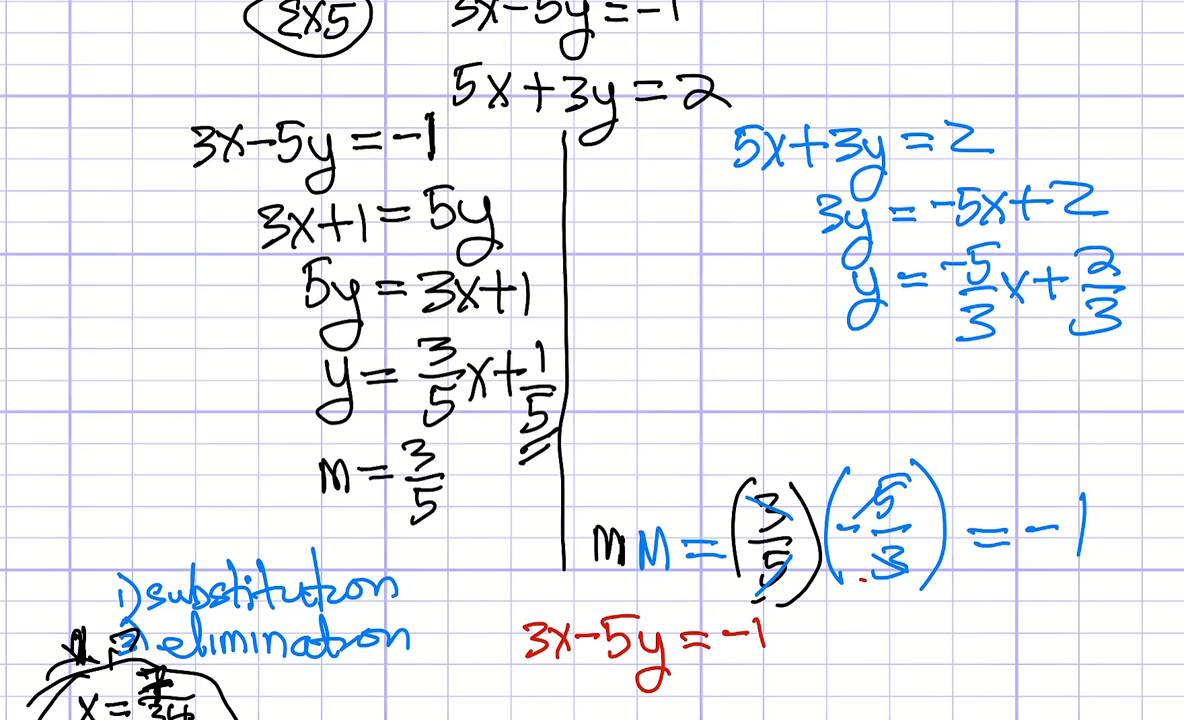 Ex5
3x-5y=-1
5x+3y=2
3x-5y=-1
3x+1=5y
5y=3x+1
y=3/5x+1/5
m=3/5
5x+3y=2
3y=-5x+2
y=-5/3x+2/3
mM=(3/5)(-5/3)=-1
1) substitution
2) elimination
3x-5y=-1
x=